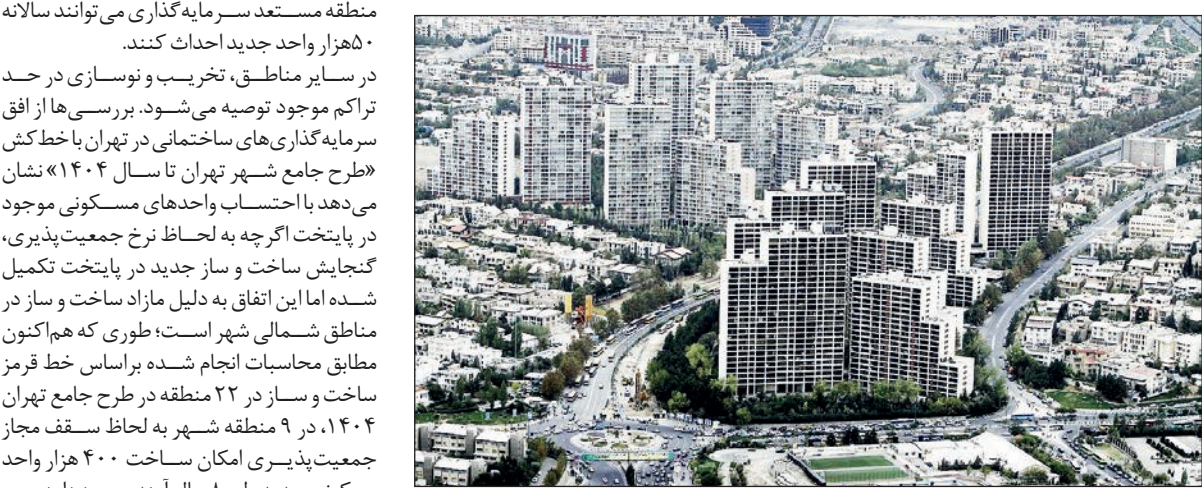 منطقه مستعد سرمایه‌گذاری می‌توانند سالانه
۵۰هزار واحد جدید احداث کنند.
در سایر مناطق، تخریب و نوسازی در حد
تراکم موجود توصیه می‌شود. بررسی‌ها از افق
سرمایه‌گذاری‌های ساختمانی در تهران با خط‌کش
«طرح جامع شهر تهران تا سال ۱۴۰۴» نشان
می‌دهد با احتساب واحدهای مسکونی موجود
در پایتخت اگرچه به لحاظ نرخ جمعیت‌پذیری،
گنجایش ساخت و ساز جدید در پایتخت تکمیل
شده اما این اتفاق به دلیل مازاد ساخت و ساز در
مناطق شمالی شهر است؛ طوری که هم‌اکنون
مطابق محاسبات انجام شده براساس خط قرمز
ساخت و ساز در ۲۲ منطقه در طرح جامع تهران
۱۴۰۴، در ۹ منطقه شهر به لحاظ سقف مجاز
جمعیت‌پذیری امکان ساخت ۴۰۰ هزار واحد